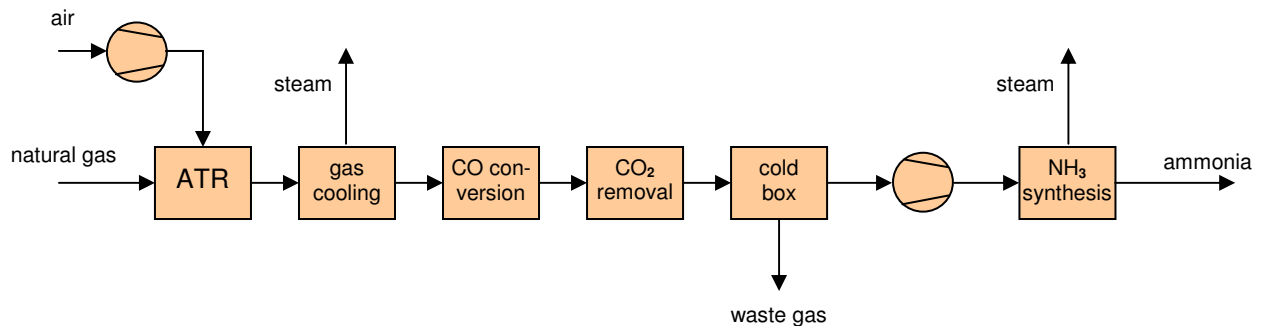 air
steam
steam
natural gas
ATR
gas
cooling
CO con-
version
CO₂
removal
cold
box
NH₃
synthesis
ammonia
waste gas